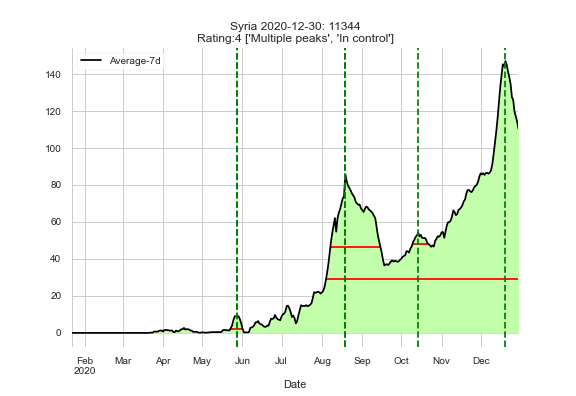 Syria 2020-12-30: 11344
Rating:4 ['Multiple peaks', 'In control']
Average-7d
140
120
100
80
60
40
20
0
Feb Mar Apr May Jun Jul Aug Sep Oct Nov Dec
2020
Date